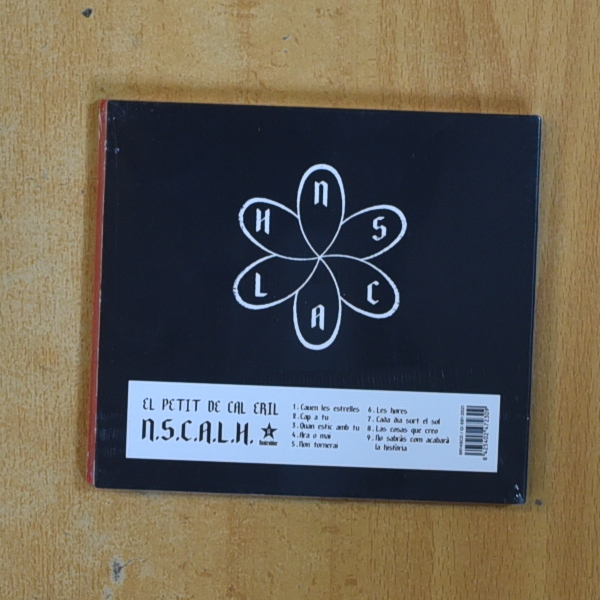 N
S
C
A
L
H
EL PETIT DE CAL ERIL
N.S.C.A.L.H.
1. Cauen les estrelles
2. Cap a tu
3. Quan estic amb tu
4. Ara o mai
5. Non tornerai
6. Les hores
7. Cada dia surt el sol
8. Las cosas que creo
9. No sabràs com acabarà
la història